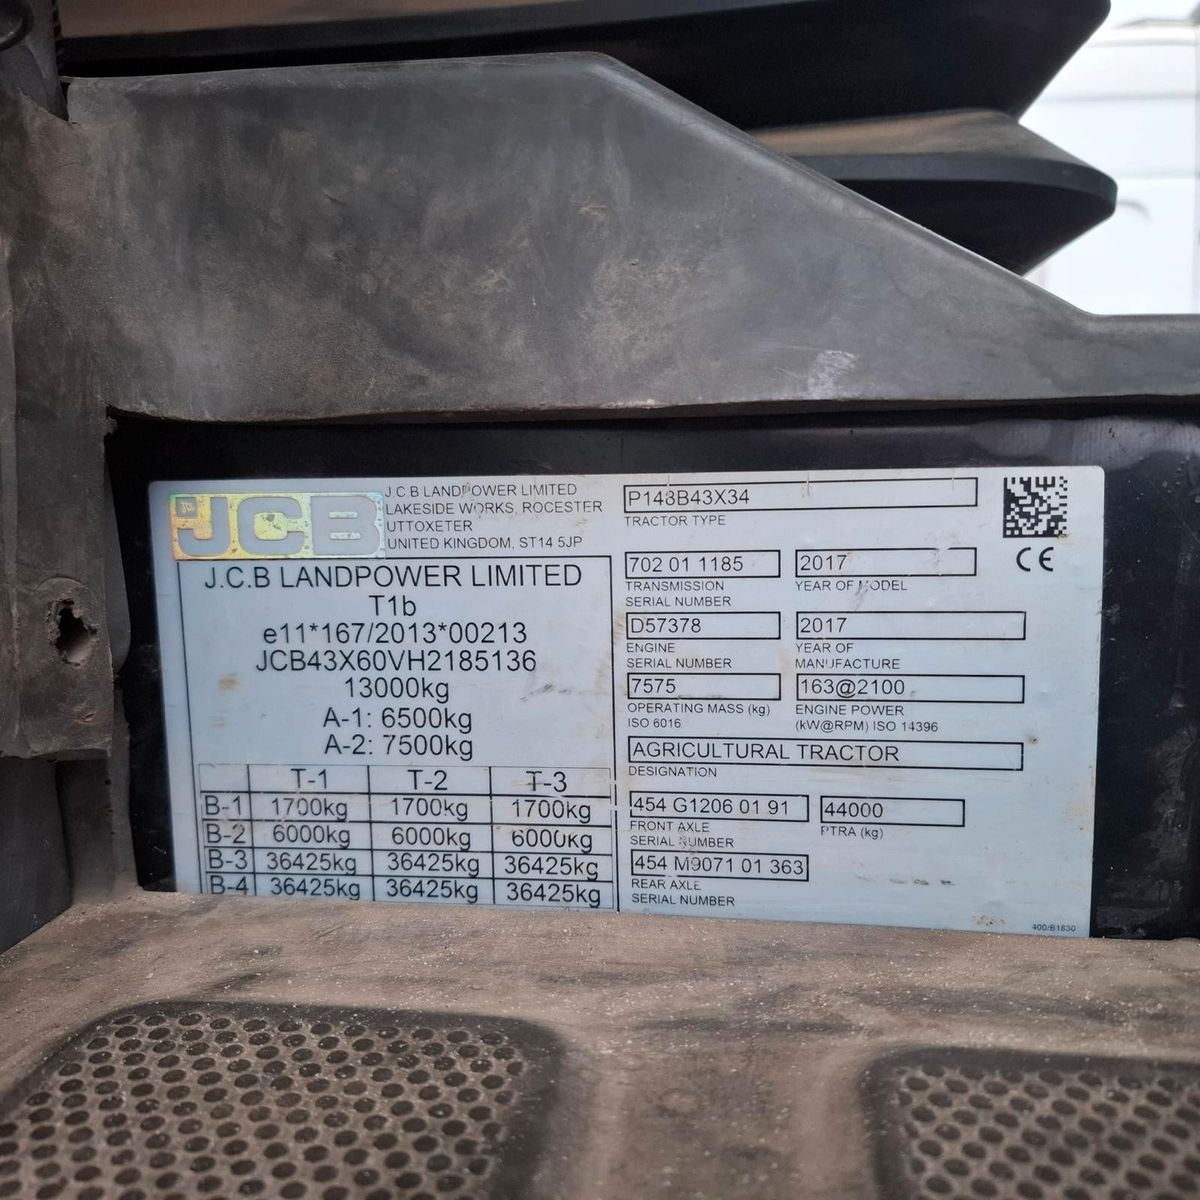 JCB
J.C.B LANDPOWER LIMITED
LAKESIDE WORKS, ROCESTER
UTTOXETER
UNITED KINGDOM, ST14 5JP
J.C.B LANDPOWER LIMITED
T1b
e11*167/2013*00213
JCB43X60VH2185136
13000kg
A-1: 6500kg
A-2: 7500kg
T-1 T-2 T-3
B-1 1700kg 1700kg 1700kg
B-2 6000kg 6000kg 6000kg
B-3 36425kg 36425kg 36425kg
B-4 36425kg 36425kg 36425kg
P148B43X34
TRACTOR TYPE
CE
702 01 1185 2017
TRANSMISSION YEAR OF MODEL
SERIAL NUMBER
D57378 2017
ENGINE YEAR OF
SERIAL NUMBER MANUFACTURE
7575 163@2100
OPERATING MASS (kg) ENGINE POWER
ISO 6016 (kW@RPM) ISO 14396
AGRICULTURAL TRACTOR
DESIGNATION
454 G1206 01 91 44000
FRONT AXLE PTRA (kg)
SERIAL NUMBER
454 M9071 01 363
REAR AXLE
SERIAL NUMBER
400/B1830